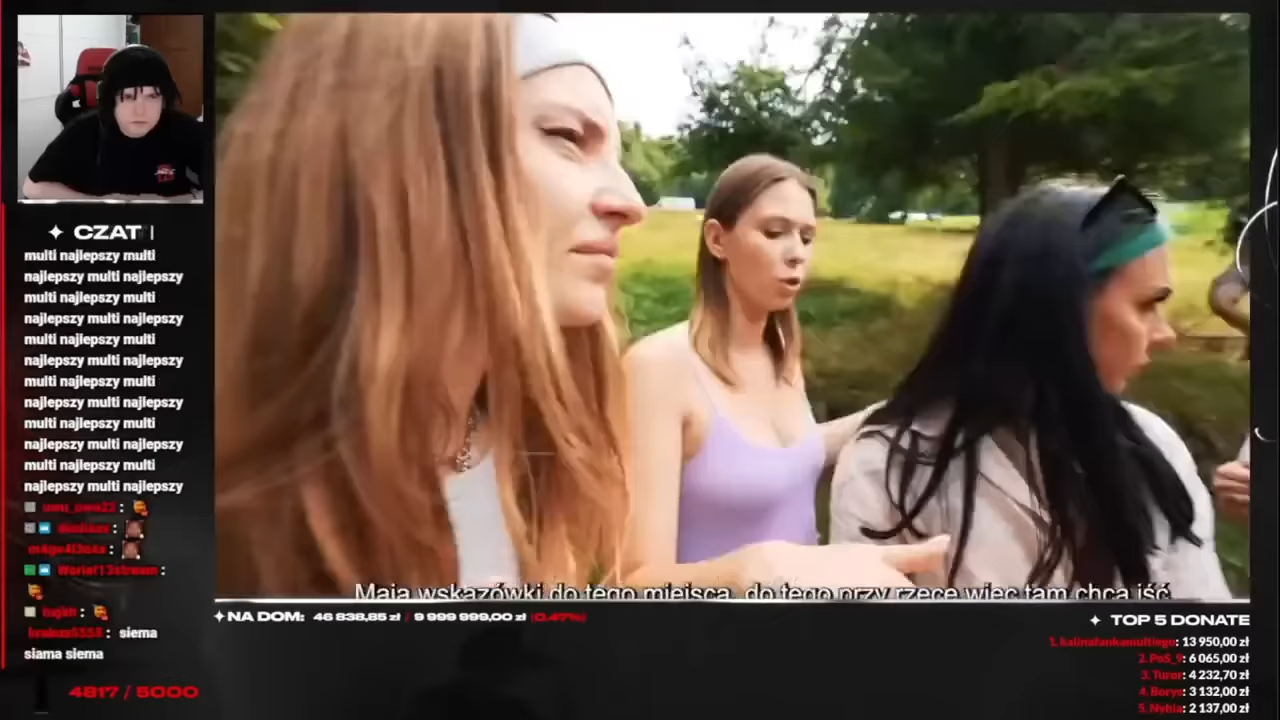 ✦ CZAT |
multi najlepszy multi
najlepszy multi najlepszy
multi najlepszy multi
najlepszy multi najlepszy
multi najlepszy multi
najlepszy multi najlepszy
multi najlepszy multi
najlepszy multi najlepszy
multi najlepszy multi
najlepszy multi najlepszy
multi najlepszy multi
najlepszy multi najlepszy
: siema
siama siema
4817 / 5000
Mają wskazówki do tego miejsca, do tego przy rzece więc tam chcą iść
✦ NA DOM: 46 838,85 zł / 9 999 999,00 zł (0.47%)
✦ TOP 5 DONATE
1. kalinafankamultiego: 13 950,00 zł
2. PoS_9: 6 065,00 zł
3. Turor: 4 232,70 zł
4. Borys: 3 132,00 zł
5. Nybia: 2 137,00 zł